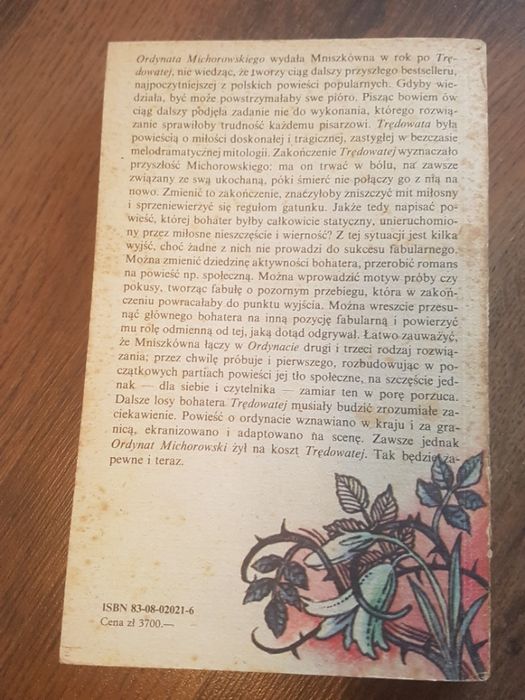 Ordynata Michorowskiego wydała Mniszkówna w rok po Trę-
dowatej, nie wiedząc, że tworzy ciąg dalszy przyszłego bestselleru,
najpoczytniejszej z polskich powieści popularnych. Gdyby wie-
działa, być może powstrzymałaby swe pióro. Pisząc bowiem ów
ciąg dalszy podjęła zadanie nie do wykonania, którego rozwią-
zanie sprawiłoby trudność każdemu pisarzowi. Trędowata była
powieścią o miłości doskonałej i tragicznej, zastygłej w bezczasie
melodramatycznej mitologii. Zakończenie Trędowatej wyznaczało
przyszłość Michorowskiego: ma on trwać w bólu, na zawsze
związany ze swą ukochaną, póki śmierć nie połączy go z nią na
nowo. Zmienić to zakończenie, znaczyłoby zniszczyć mit miłosny
i sprzeniewierzyć się regułom gatunku. Jakże tedy napisać po-
wieść, której bohater byłby całkowicie statyczny, unieruchomio-
ny przez miłosne nieszczęście i wierność? Z tej sytuacji jest kilka
wyjść, choć żadne z nich nie prowadzi do sukcesu fabularnego.
Można zmienić dziedzinę aktywności bohatera, przerobić romans
na powieść np. społeczną. Można wprowadzić motyw próby czy
pokusy, tworząc fabułę o pozornym przebiegu, która w zakoń-
czeniu powracałaby do punktu wyjścia. Można wreszcie przesu-
nąć głównego bohatera na inną pozycję fabularną i powierzyć
mu rolę odmienną od tej, jaką dotąd odgrywał. Łatwo zauważyć,
że Mniszkówna łączy w Ordynacie drugi i trzeci rodzaj rozwią-
zania; przez chwilę próbuje i pierwszego, rozbudowując w po-
czątkowych partiach powieści jej tło społeczne, na szczęście jed-
nak — dla siebie i czytelnika — zamiar ten w porę porzuca.
Dalsze losy bohatera Trędowatej musiały budzić zrozumiałe za-
ciekawienie. Powieść o ordynacie wznawiano w kraju i za gra-
nicą, ekranizowano i adaptowano na scenę. Zawsze jednak
Ordynat Michorowski żył na koszt Trędowatej. Tak będzie za-
pewne i teraz.
ISBN 83-08-02021-6
Cena zł 3700.—